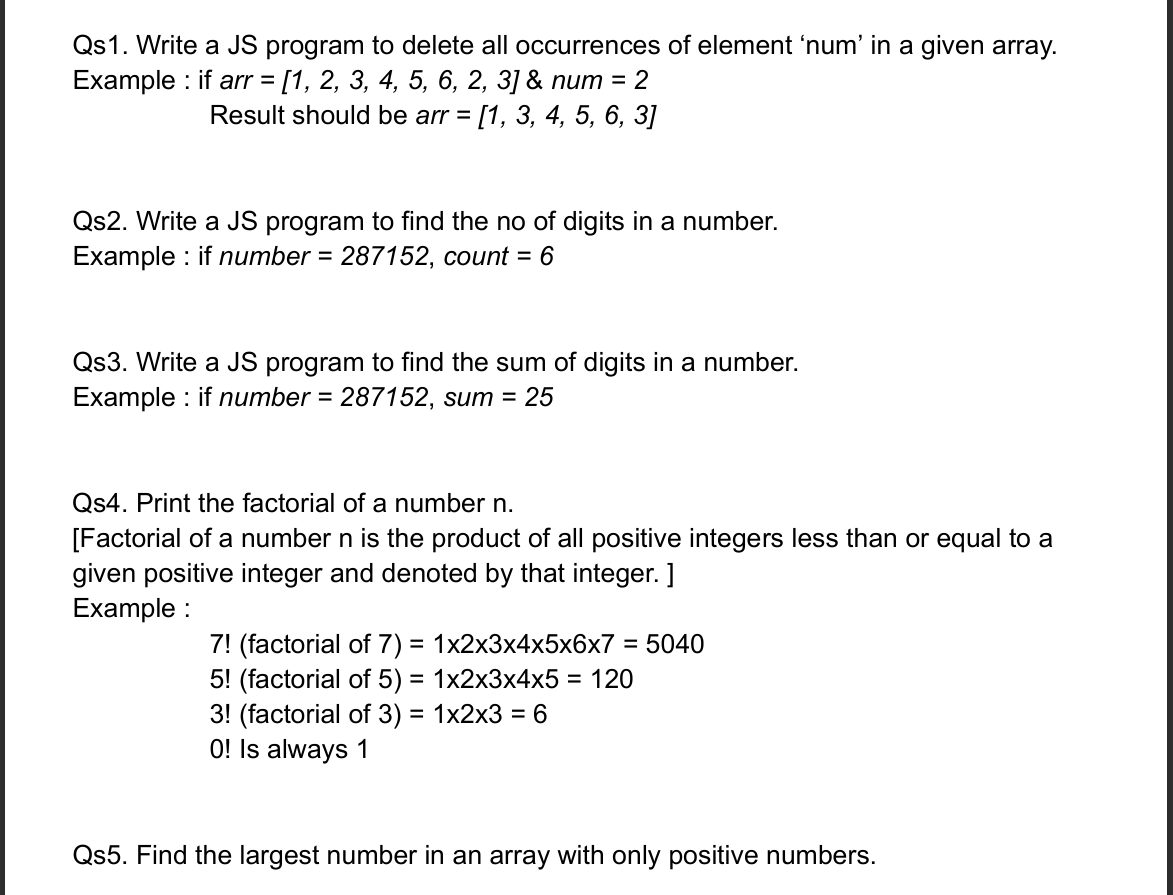 Qs1. Write a JS program to delete all occurrences of element ‘num’ in a given array.
Example : if arr = [1, 2, 3, 4, 5, 6, 2, 3] & num = 2
Result should be arr = [1, 3, 4, 5, 6, 3]
Qs2. Write a JS program to find the no of digits in a number.
Example : if number = 287152, count = 6
Qs3. Write a JS program to find the sum of digits in a number.
Example : if number = 287152, sum = 25
Qs4. Print the factorial of a number n.
[Factorial of a number n is the product of all positive integers less than or equal to a
given positive integer and denoted by that integer. ]
Example :
7! (factorial of 7) = 1x2x3x4x5x6x7 = 5040
5! (factorial of 5) = 1x2x3x4x5 = 120
3! (factorial of 3) = 1x2x3 = 6
0! Is always 1
Qs5. Find the largest number in an array with only positive numbers.